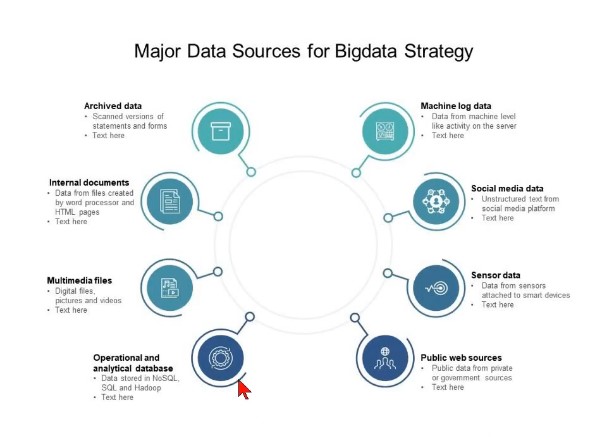 Major Data Sources for Bigdata Strategy
Archived data
• Scanned versions of
statements and forms
• Text here
Internal documents
• Data from files created
by word processor and
HTML pages
• Text here
Multimedia files
• Digital files,
pictures and videos
• Text here
Operational and
analytical database
• Data stored in NoSQL,
SQL and Hadoop
• Text here
Machine log data
• Data from machine level
like activity on the server
• Text here
Social media data
• Unstructured text from
social media platform
• Text here
Sensor data
• Data from sensors
attached to smart devices
• Text here
Public web sources
• Public data from private
or government sources
• Text here